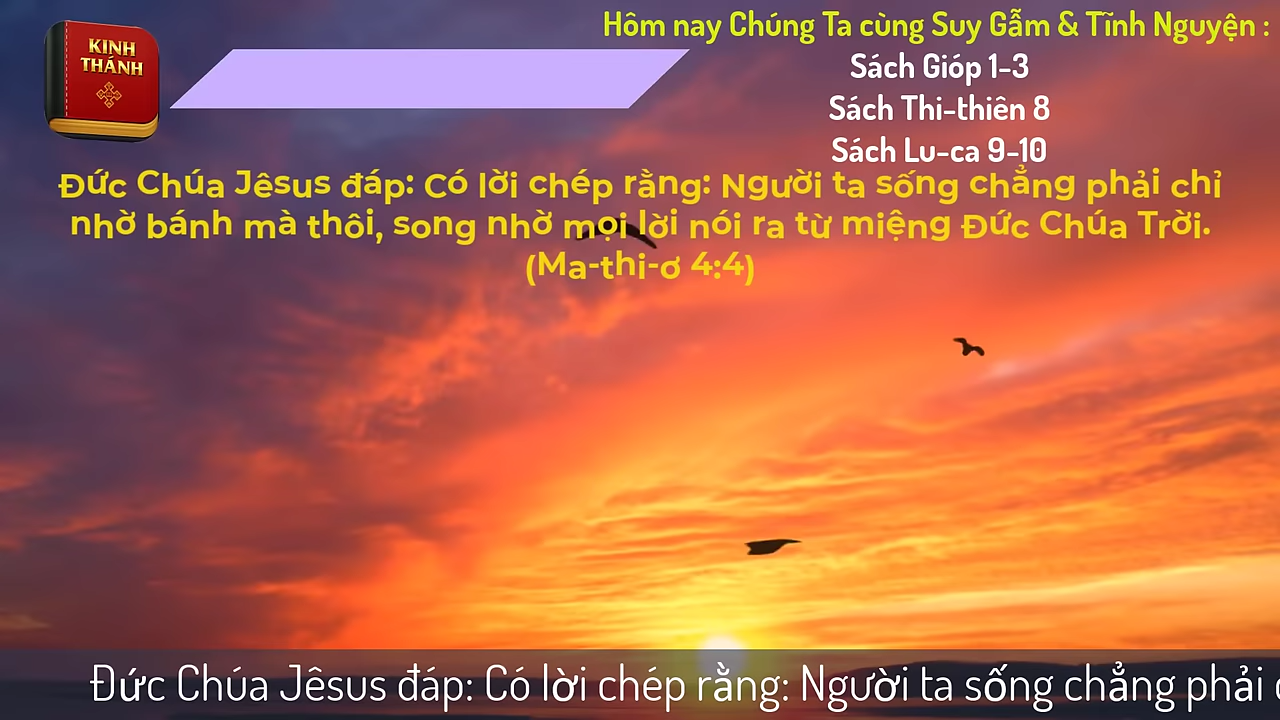 KINH
THÁNH
Hôm nay Chúng Ta cùng Suy Gẫm & Tĩnh Nguyện :
Sách Gióp 1-3
Sách Thi-thiên 8
Sách Lu-ca 9-10
Đức Chúa Jêsus đáp: Có lời chép rằng: Người ta sống chẳng phải chỉ
nhờ bánh mà thôi, song nhờ mọi lời nói ra từ miệng Đức Chúa Trời.
(Ma-thi-ơ 4:4)
Đức Chúa Jêsus đáp: Có lời chép rằng: Người ta sống chẳng phải